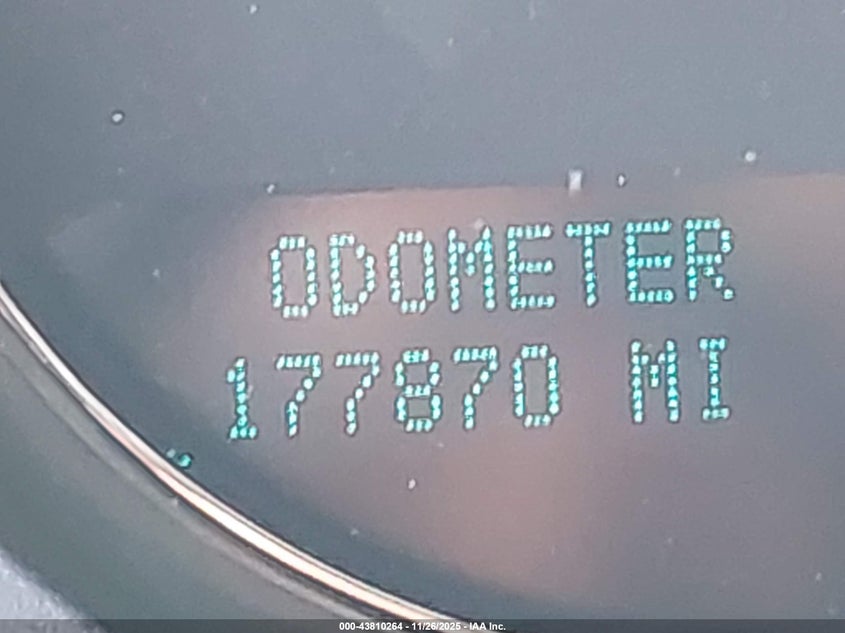 ODOMETER
177870 MI
000-43810264 - 11/26/2025 - IAA Inc.